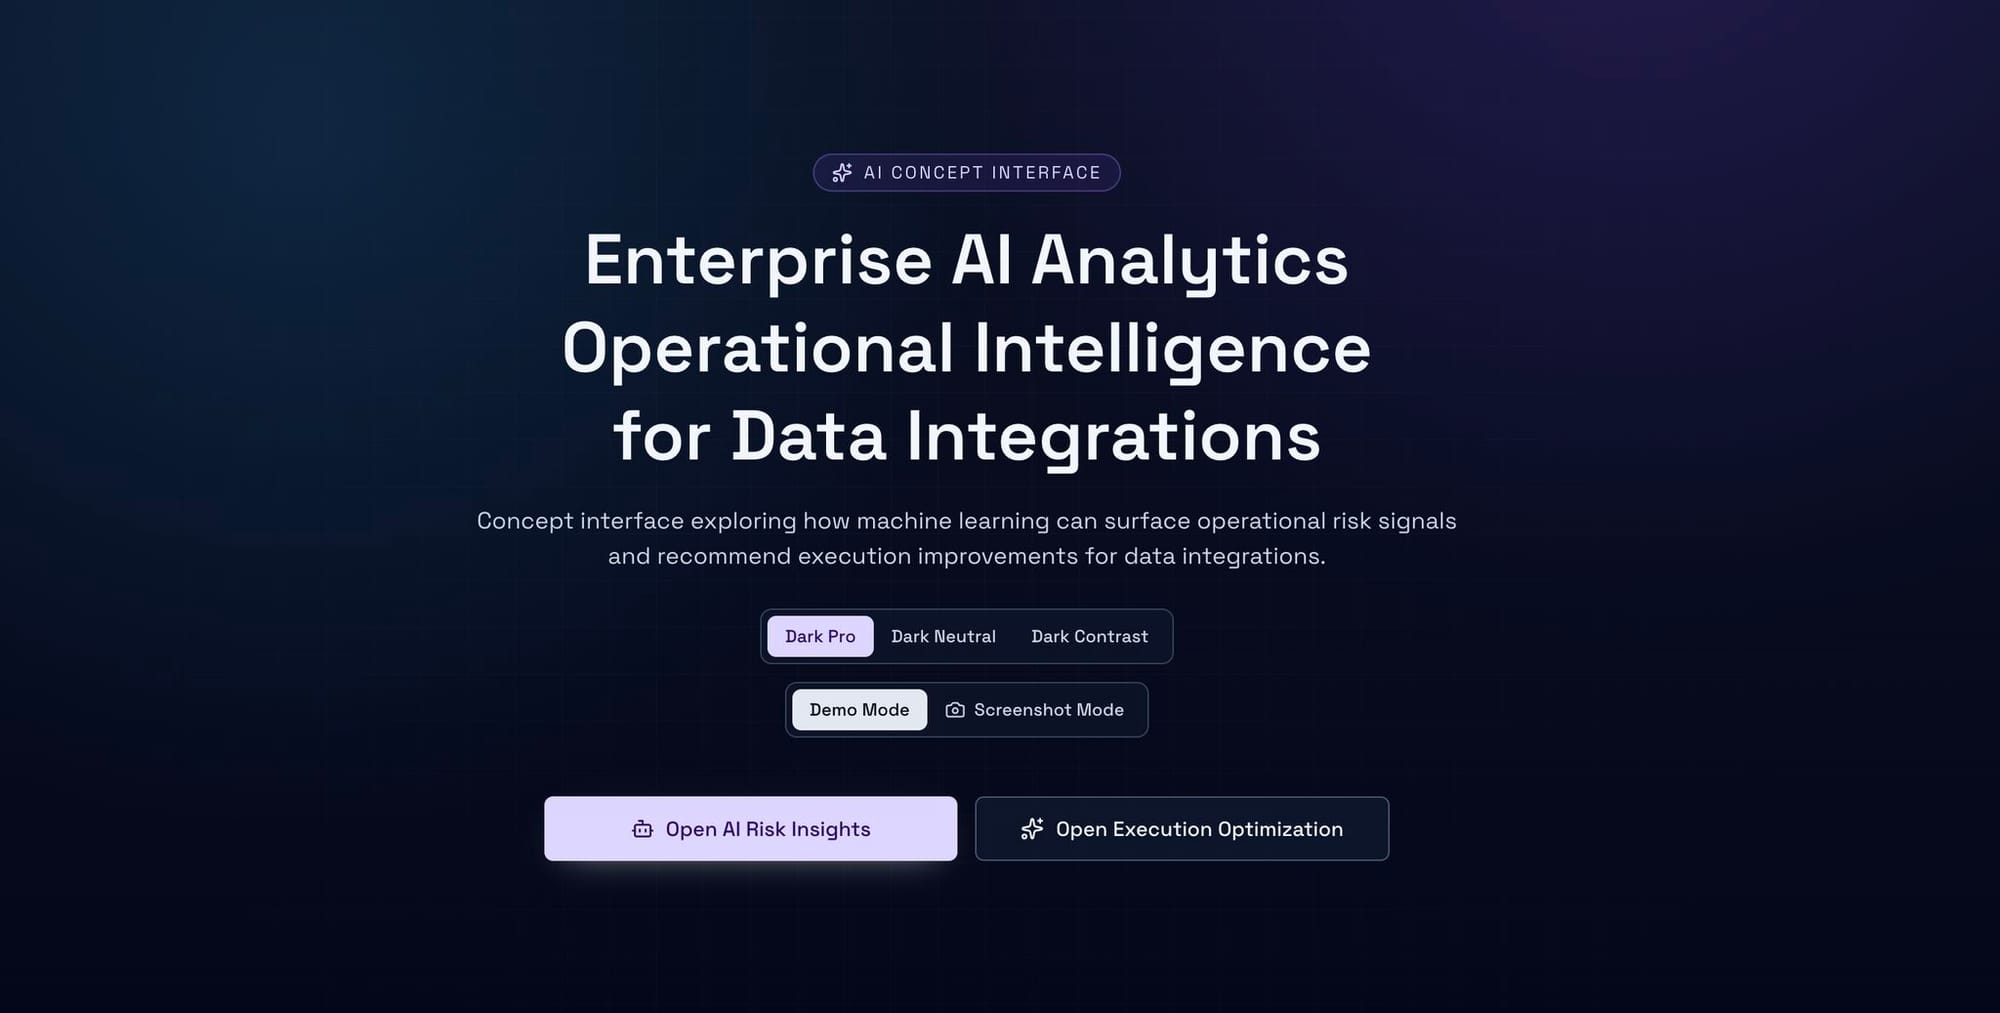 AI CONCEPT INTERFACE
Enterprise AI Analytics
Operational Intelligence
for Data Integrations
Concept interface exploring how machine learning can surface operational risk signals
and recommend execution improvements for data integrations.
Dark Pro Dark Neutral Dark Contrast
Demo Mode Screenshot Mode
Open AI Risk Insights Open Execution Optimization